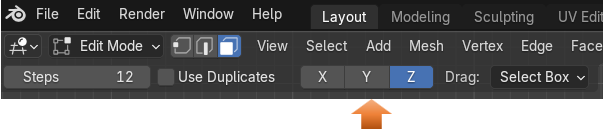 File Edit Render Window Help Layout Modeling Sculpting UV Edi
Edit Mode View Select Add Mesh Vertex Edge Face
Steps 12 Use Duplicates X Y Z Drag: Select Box